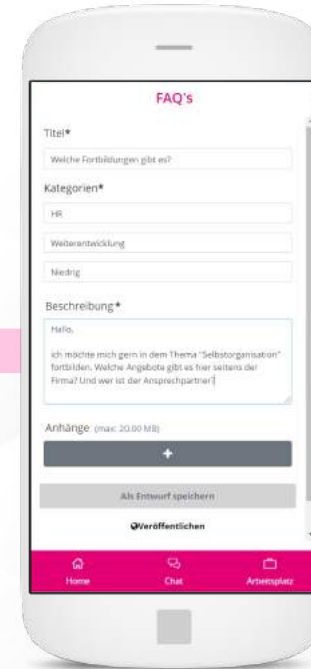 FAQ's
Titel*
Welche Fortbildungen gibt es?
Kategorien*
HR
Weiterentwicklung
Niedrig
Beschreibung*
Hallo,
ich möchte mich gern in dem Thema "Selbstorganisation"
fortbilden. Welche Angebote gibt es hier seitens der
Firma? Und wer ist der Ansprechpartner?
Anhänge (max: 20.00 MB)
+
Als Entwurf speichern
Veröffentlichen
Home Chat Arbeitsplatz